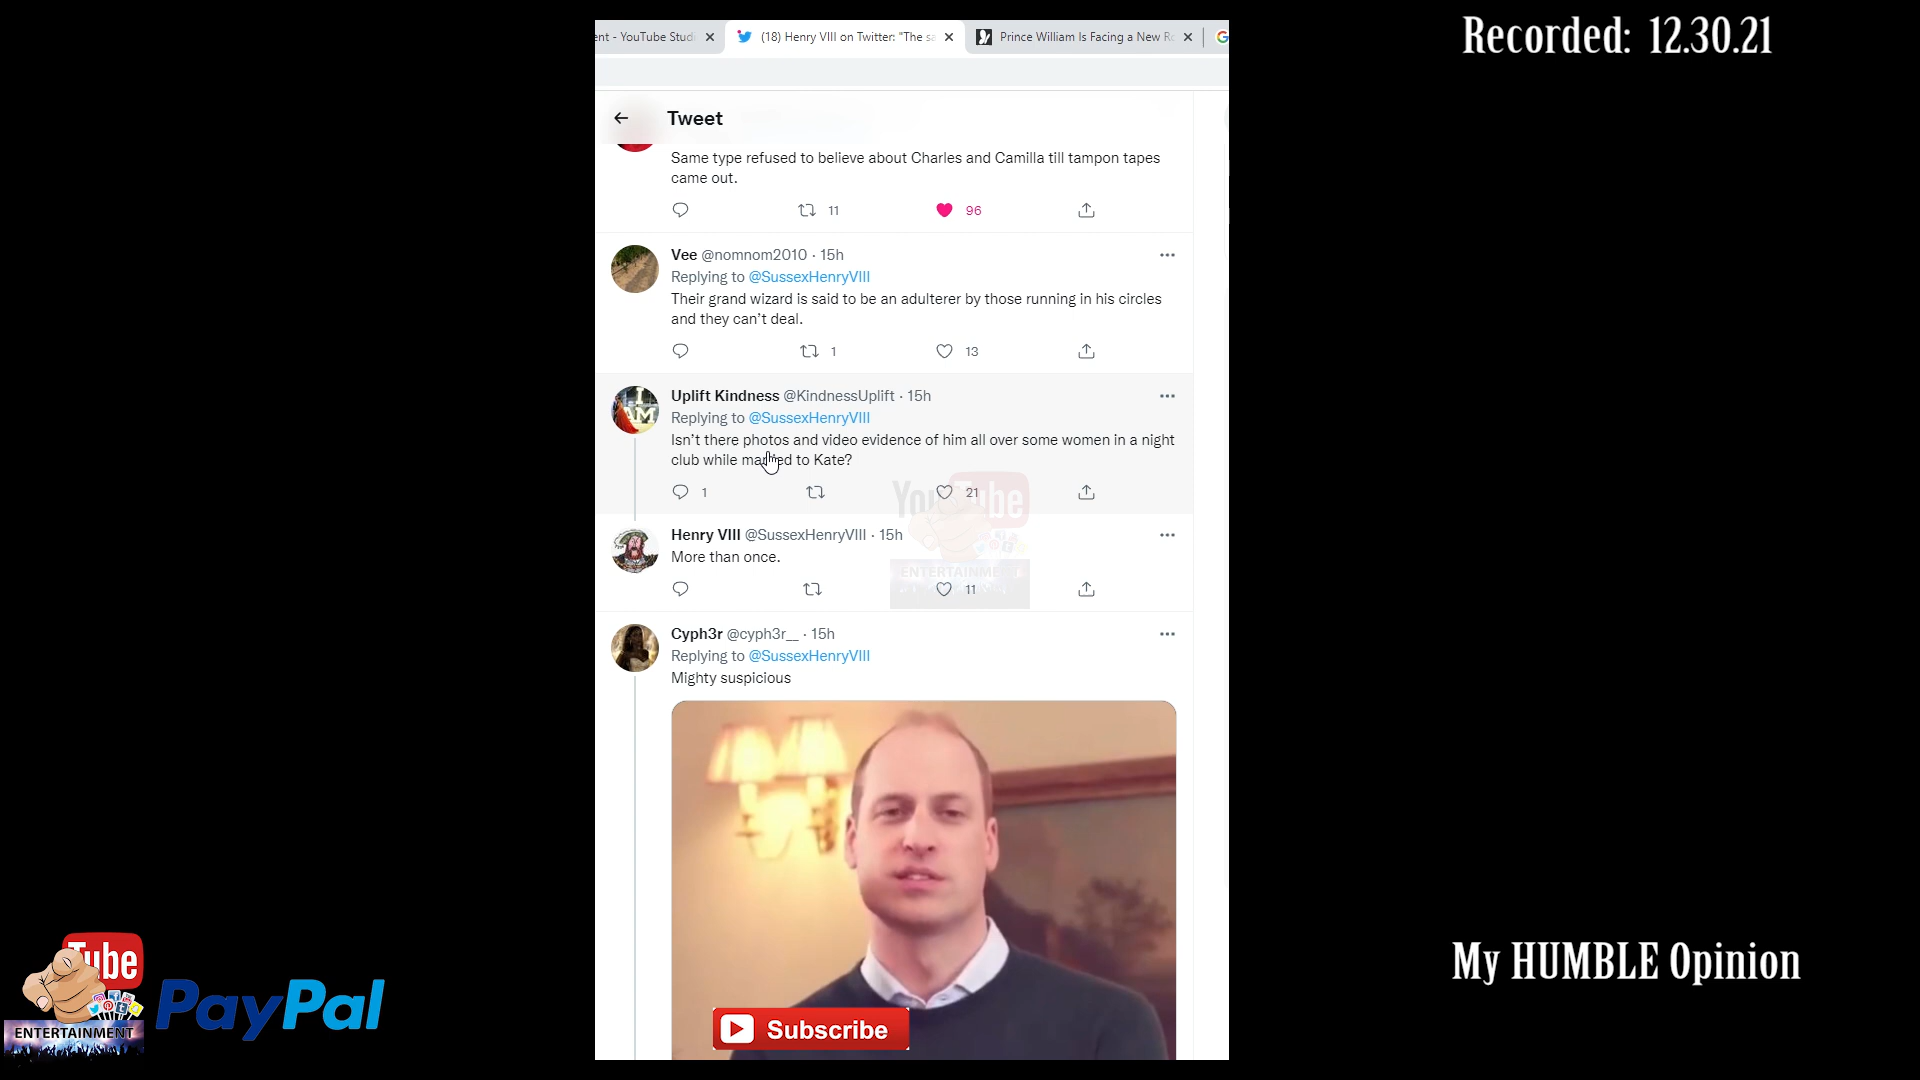 Recorded: 12.30.21
ent - YouTube Studi
(18) Henry VIII on Twitter: "The sa
Prince William Is Facing a New Ro
Tweet
Same type refused to believe about Charles and Camilla till tampon tapes
came out.
11 96
Vee @nomnom2010 · 15h
Replying to @SussexHenryVIII
Their grand wizard is said to be an adulterer by those running in his circles
and they can't deal.
1 13
Uplift Kindness @KindnessUplift · 15h
Replying to @SussexHenryVIII
Isn't there photos and video evidence of him all over some women in a night
club while married to Kate?
1 21
YouTube
Henry VIII @SussexHenryVIII · 15h
More than once.
ENTERTAINMENT
11
Cyph3r @cyph3r__ · 15h
Replying to @SussexHenryVIII
Mighty suspicious
Subscribe
Tube
ENTERTAINMENT
PayPal
My HUMBLE Opinion